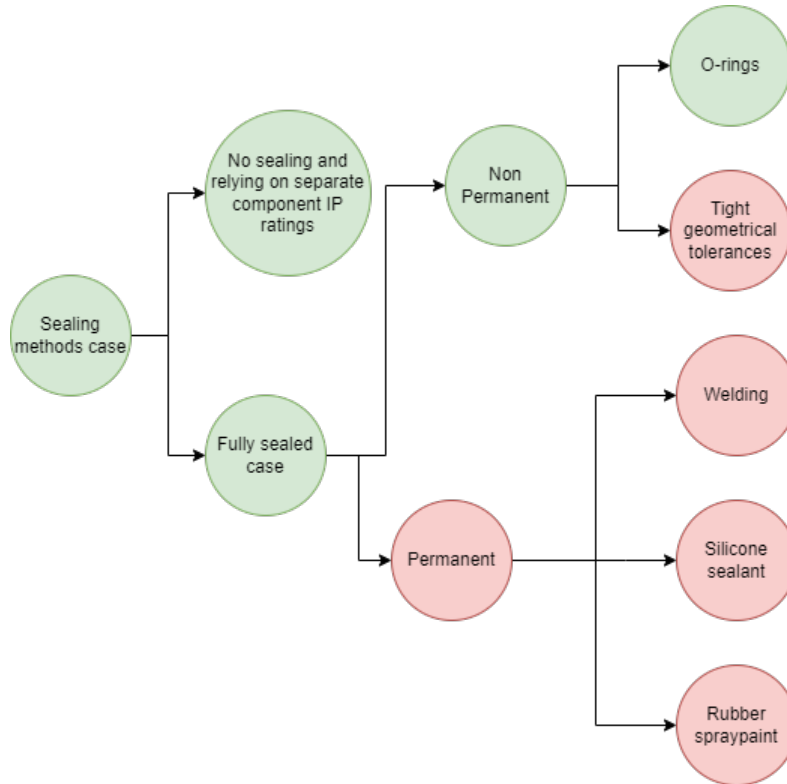 O-rings
No sealing and
relying on separate
component IP
ratings
Non
Permanent
Tight
geometrical
tolerances
Sealing
methods case
Welding
Fully sealed
case
Permanent
Silicone
sealant
Rubber
spraypaint